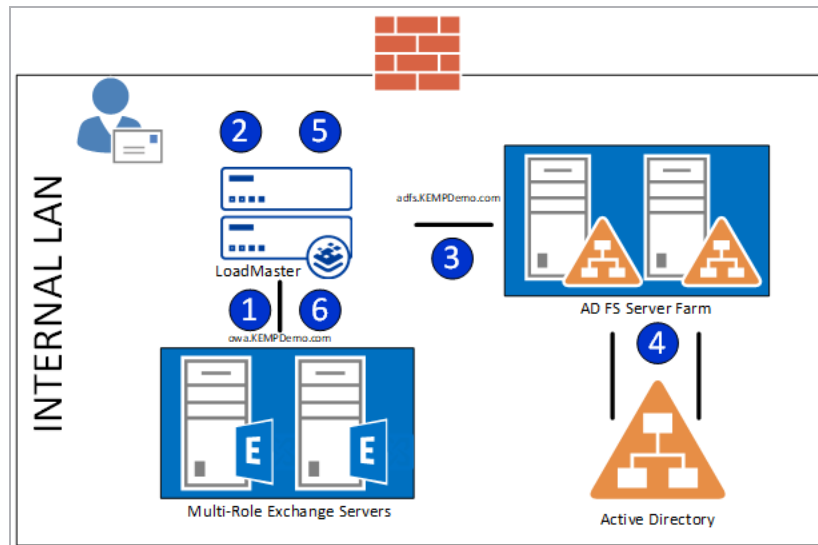 INTERNAL LAN
2
5
LoadMaster
adfs.KEMPDemo.com
3
AD FS Server Farm
1
6
owa.KEMPDemo.com
4
E
E
Multi-Role Exchange Servers
Active Directory